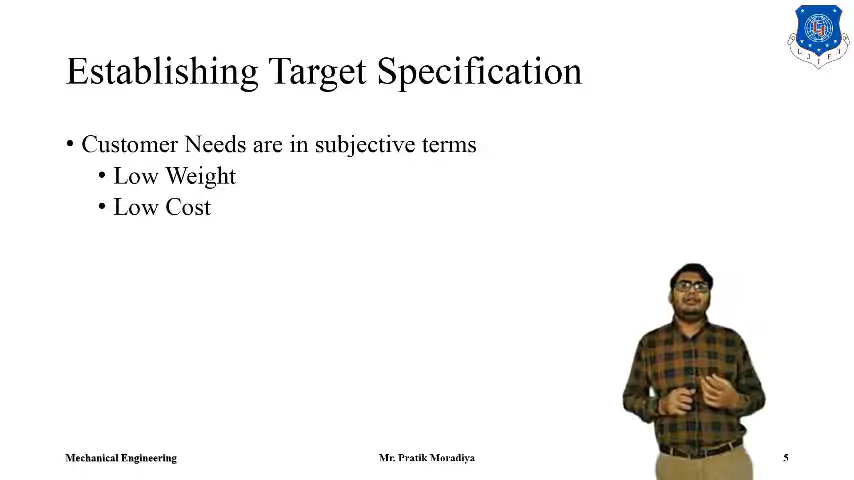 Establishing Target Specification
• Customer Needs are in subjective terms
• Low Weight
• Low Cost
Mechanical Engineering
Mr. Pratik Moradiya
5